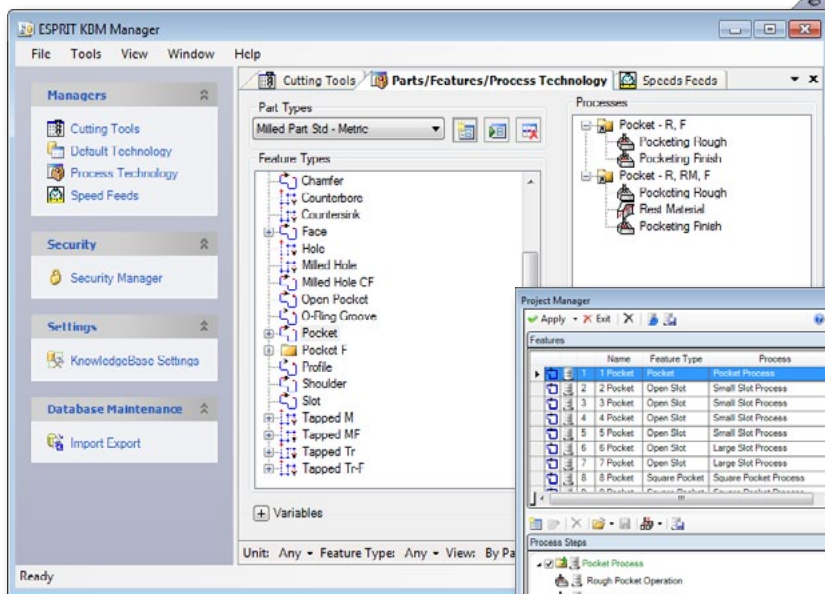 ESPRIT KBM Manager
File Tools View Window Help
Managers
Cutting Tools
Default Technology
Process Technology
Speed Feeds
Security
Security Manager
Settings
KnowledgeBase Settings
Database Maintenance
Import Export
Cutting Tools Parts/Features/Process Technology Speeds Feeds
Part Types
Milled Part Std - Metric
Feature Types
Chamfer
Counterbore
Countersink
Face
Hole
Milled Hole
Milled Hole CF
Open Pocket
O-Ring Groove
Pocket
Pocket F
Profile
Shoulder
Slot
Tapped M
Tapped MF
Tapped Tr
Tapped Tr-F
Variables
Unit: Any Feature Type: Any View: By Pa
Processes
Pocket - R, F
Pocketing Rough
Pocketing Finish
Pocket - R, RM, F
Pocketing Rough
Rest Material
Pocketing Finish
Ready
Project Manager
Apply Exit
Features
Name Feature Type Process
1 1 Pocket Pocket Pocket Process
2 2 Pocket Open Slot Small Slot Process
3 3 Pocket Open Slot Small Slot Process
4 4 Pocket Open Slot Small Slot Process
5 5 Pocket Open Slot Small Slot Process
6 6 Pocket Open Slot Large Slot Process
7 7 Pocket Open Slot Large Slot Process
8 8 Pocket Square Pocket Square Pocket Process
Process Steps
Pocket Process
Rough Pocket Operation